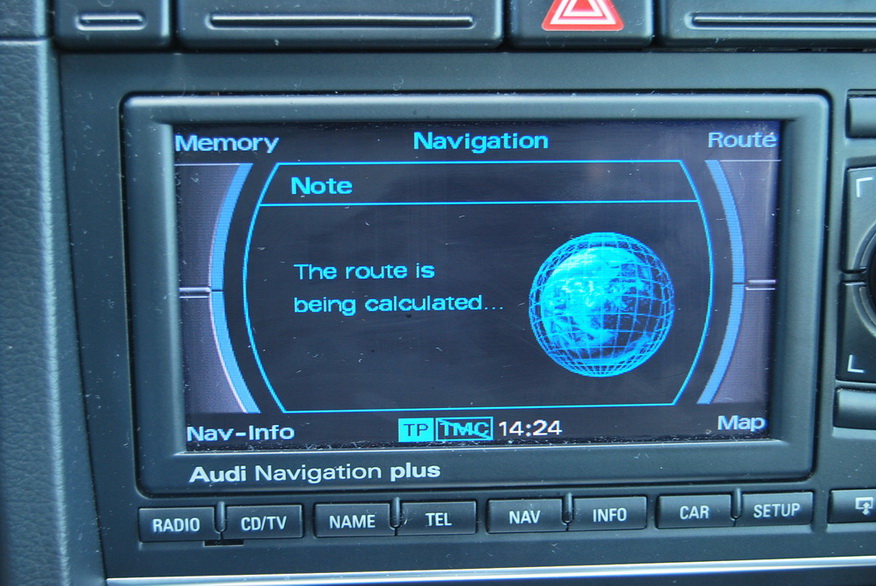 Memory Navigation Routé
Note
The route is
being calculated...
Nav-Info TP TMC 14:24 Map
Audi Navigation plus
RADIO CD/TV NAME TEL NAV INFO CAR SETUP